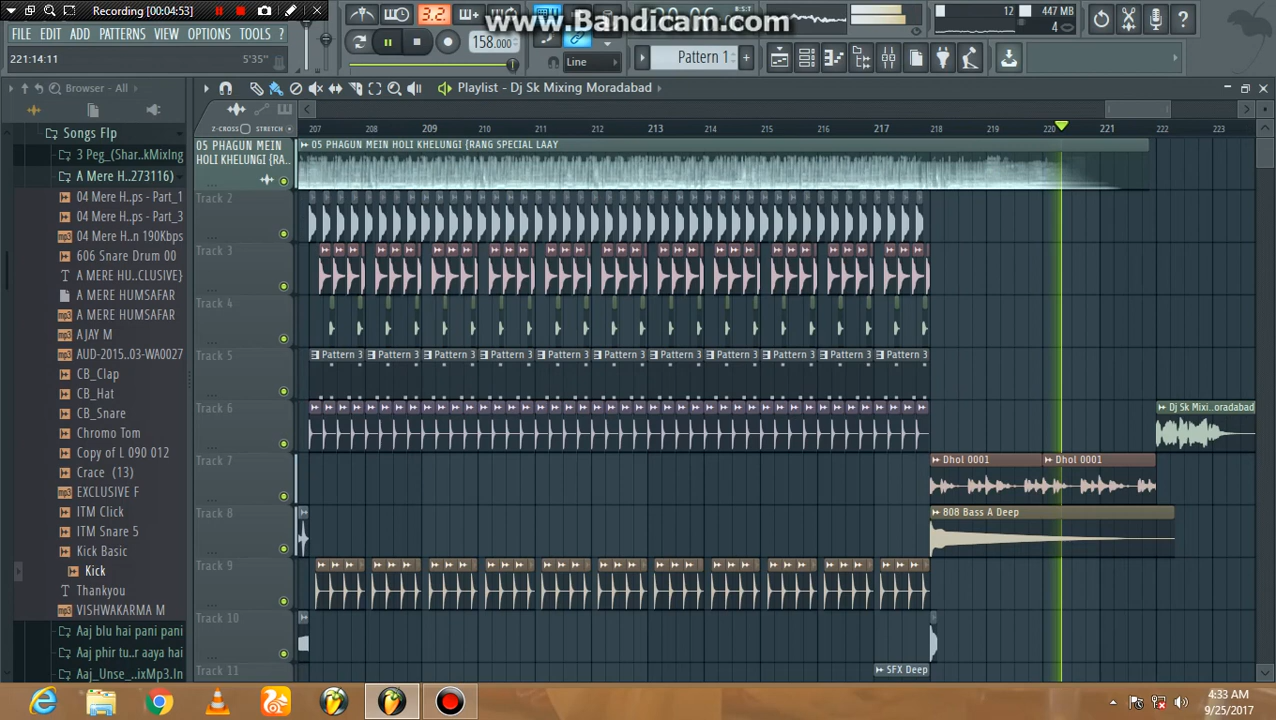 Recording [00:04:53]
www.Bandicam.com
FILE EDIT ADD PATTERNS VIEW OPTIONS TOOLS ?
3.2
158.000
12
447 MB
4
221:14:11
5'35"
Line
Pattern 1
Browser - All
Playlist - Dj Sk Mixing Moradabad
Z-CROSS STRETCH
207 208 209 210 211 212 213 214 215 216 217 218 219 220 221 222 223
Songs Flp
3 Peg_(Shar..kMixIng
A Mere H..273116)
04 Mere H..ps - Part_1
04 Mere H..ps - Part_3
04 Mere H..n 190Kbps
606 Snare Drum 00
A MERE HU..CLUSIVE}
A MERE HUMSAFAR
A MERE HUMSAFAR
AJAY M
AUD-2015..-WA0027
CB_Clap
CB_Hat
CB_Snare
Chromo Tom
Copy of L 090 012
Crace (13)
EXCLUSIVE F
ITM Click
ITM Snare 5
Kick Basic
Kick
Thankyou
VISHWAKARMA M
Aaj blu hai pani pani
Aaj phir tu..r aaya hai
Aaj_Unse_..ixMp3.In
05 PHAGUN MEIN HOLI KHELUNGI {RA..
05 PHAGUN MEIN HOLI KHELUNGI {RANG SPECIAL LAAY
Track 2
Track 3
Track 4
Track 5
Pattern 3 Pattern 3 Pattern 3 Pattern 3 Pattern 3 Pattern 3 Pattern 3 Pattern 3 Pattern 3 Pattern 3 Pattern 3
Track 6
Dj Sk Mixi..oradabad
Track 7
Dhol 0001 Dhol 0001
Track 8
808 Bass A Deep
Track 9
Track 10
Track 11
SFX Deep
4:33 AM
9/25/2017